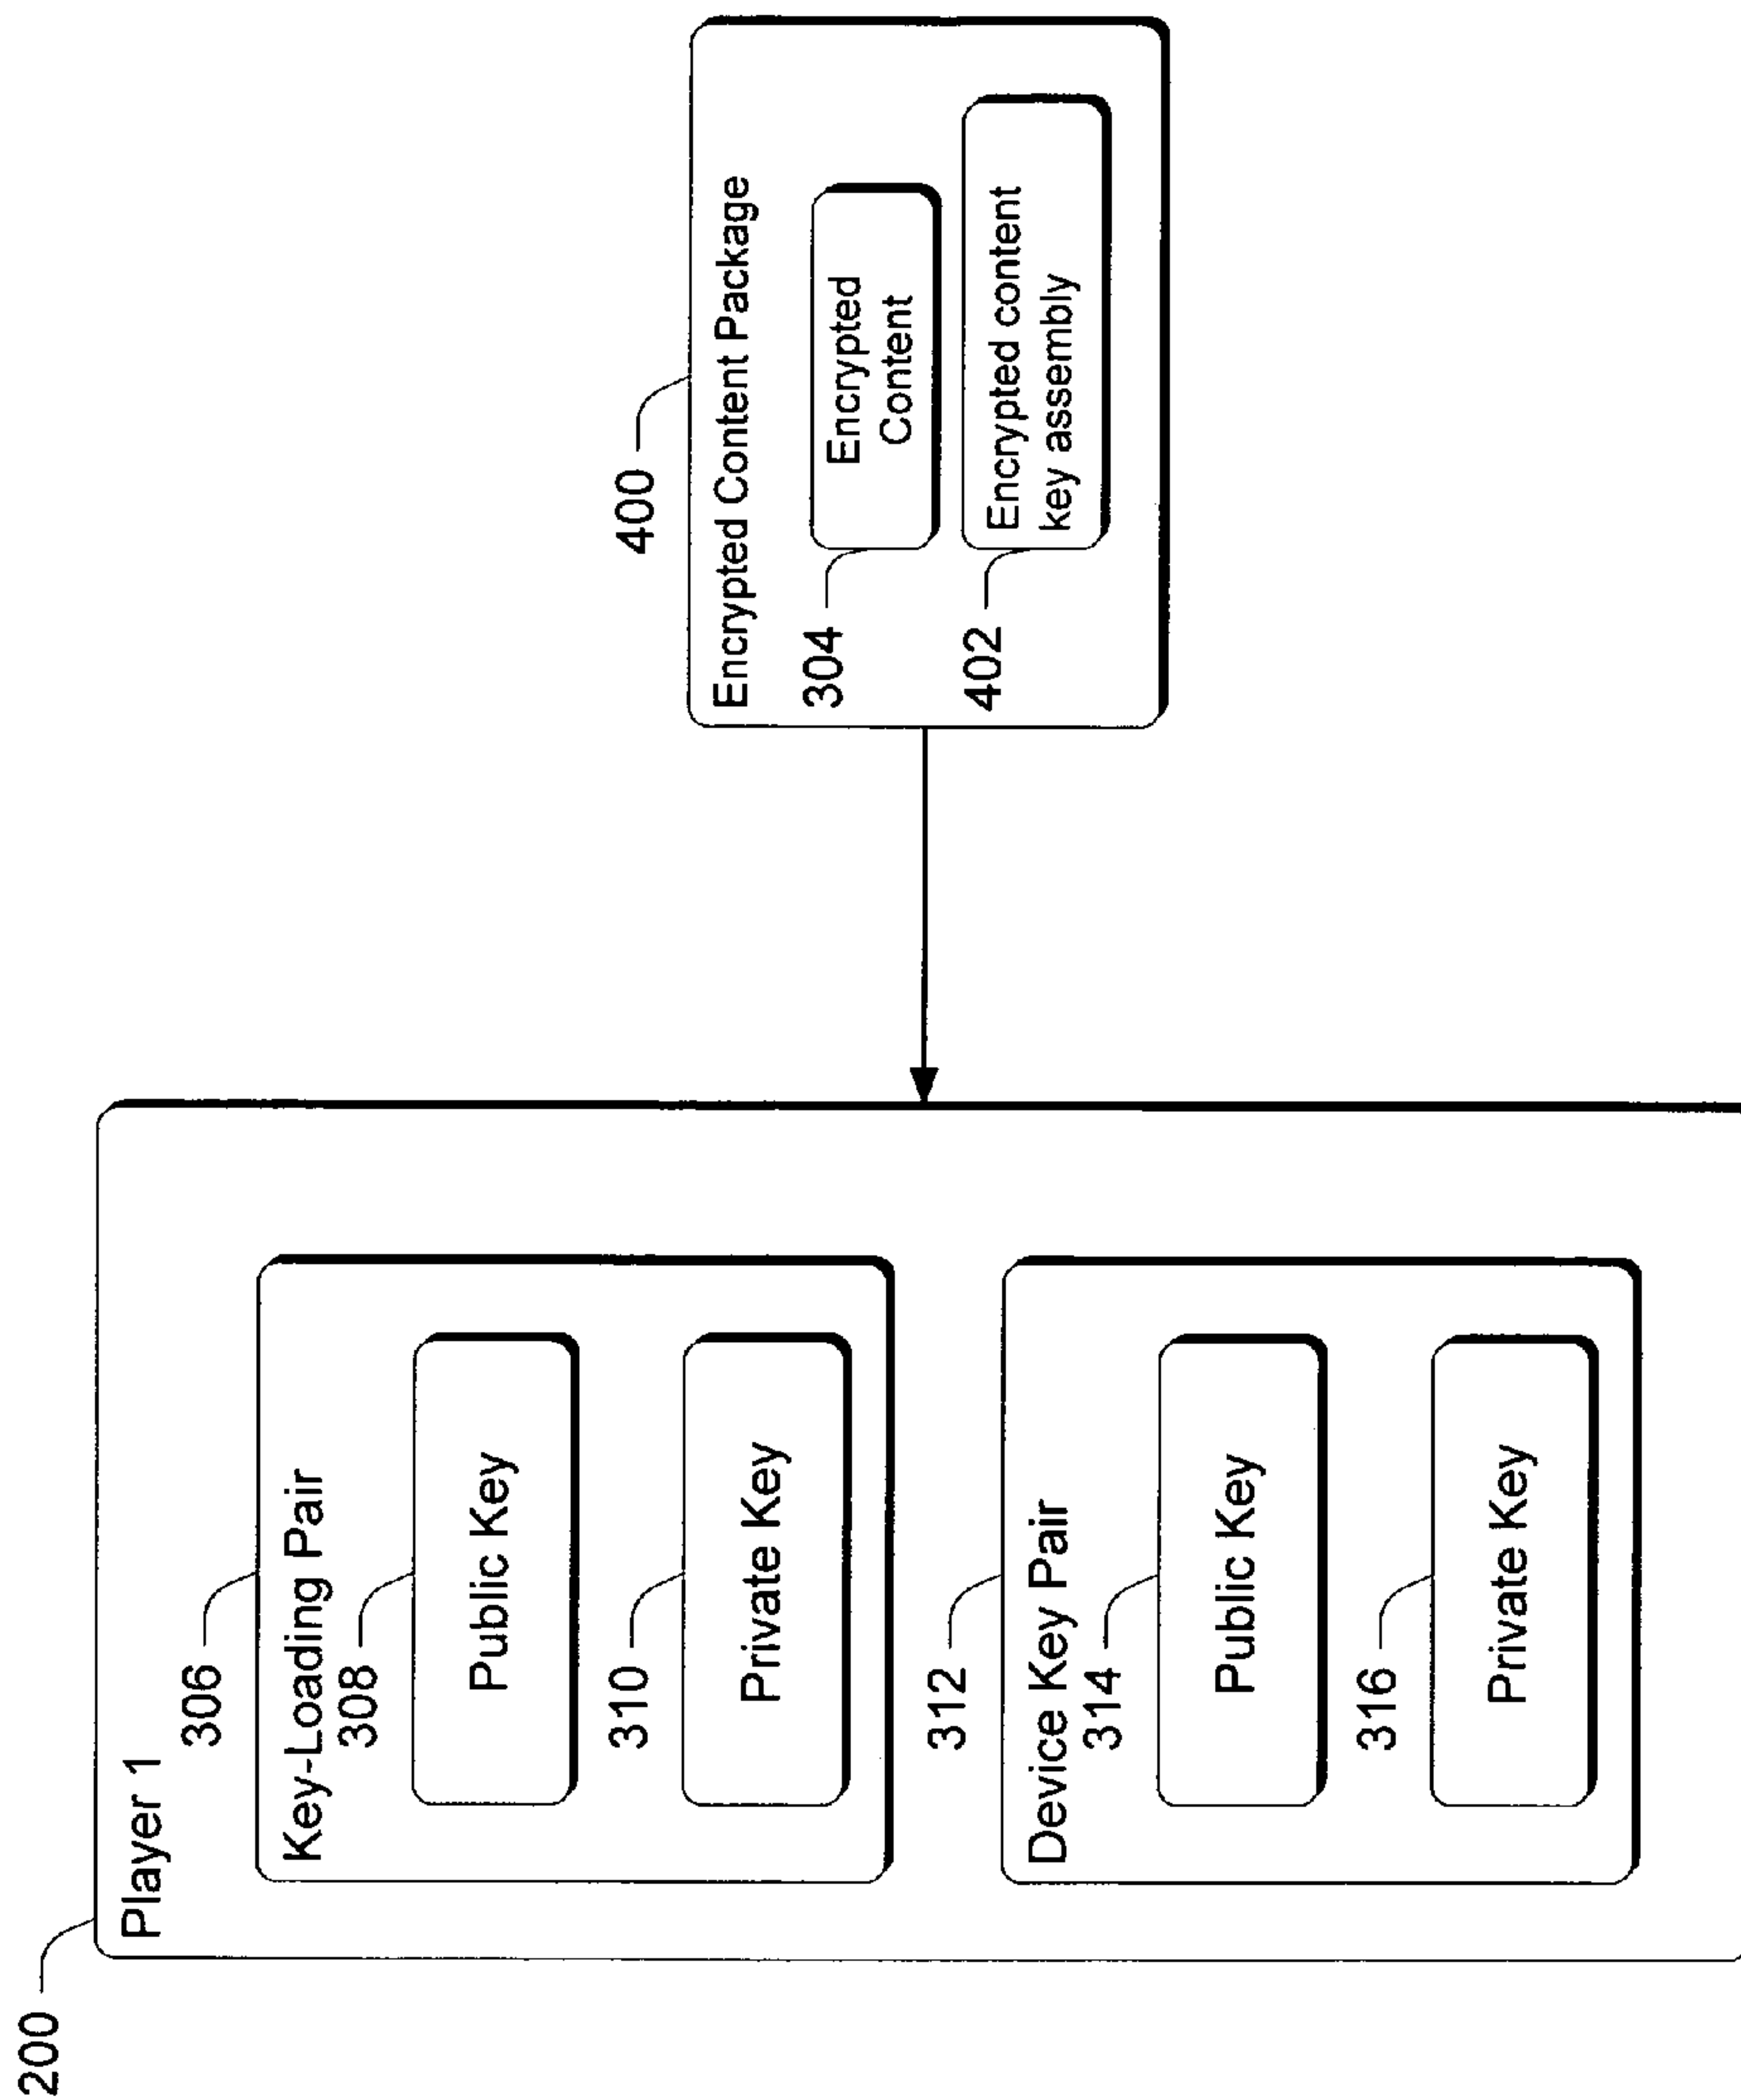 200
Player 1
306
Key-Loading Pair
308
Public Key
310
Private Key
312
Device Key Pair
314
Public Key
316
Private Key
400
Encrypted Content Package
304
Encrypted
Content
402
Encrypted content
key assembly